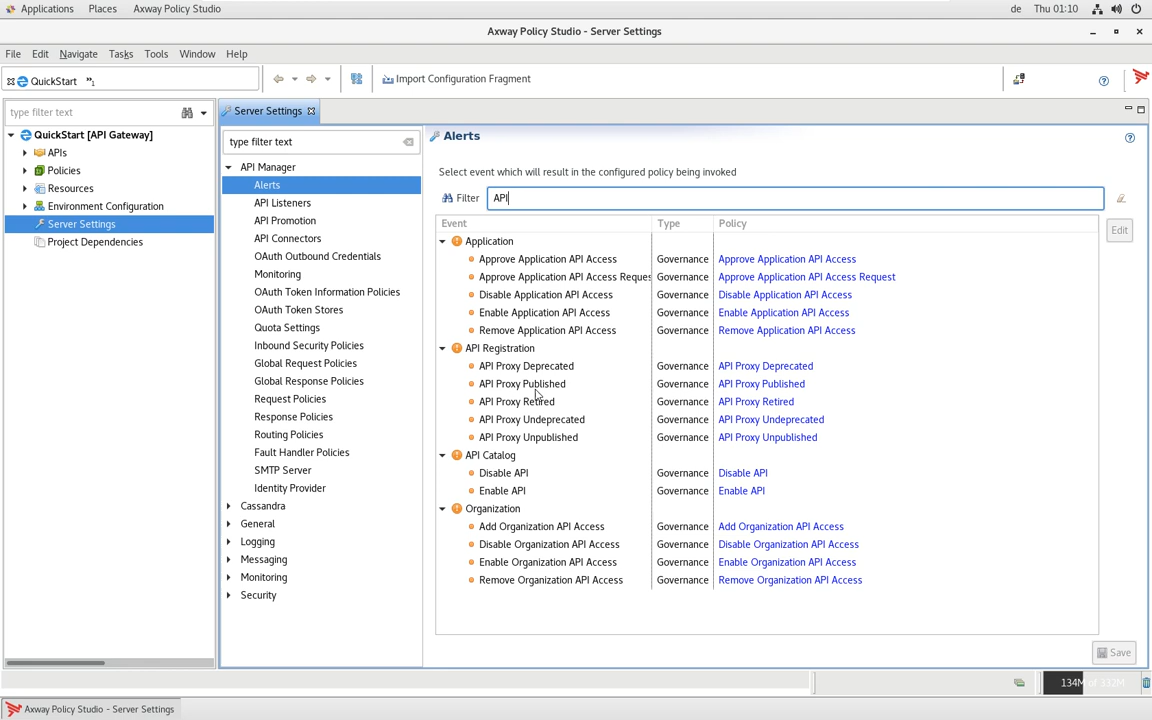 Applications Places Axway Policy Studio de Thu 01:10
Axway Policy Studio - Server Settings
File Edit Navigate Tasks Tools Window Help
QuickStart »1 Import Configuration Fragment
type filter text
QuickStart [API Gateway]
APIs
Policies
Resources
Environment Configuration
Server Settings
Project Dependencies
Server Settings
type filter text
API Manager
Alerts
API Listeners
API Promotion
API Connectors
OAuth Outbound Credentials
Monitoring
OAuth Token Information Policies
OAuth Token Stores
Quota Settings
Inbound Security Policies
Global Request Policies
Global Response Policies
Request Policies
Response Policies
Routing Policies
Fault Handler Policies
SMTP Server
Identity Provider
Cassandra
General
Logging
Messaging
Monitoring
Security
Alerts
Select event which will result in the configured policy being invoked
Filter API
Event Type Policy
Edit
Application
Approve Application API Access Governance Approve Application API Access
Approve Application API Access Reques Governance Approve Application API Access Request
Disable Application API Access Governance Disable Application API Access
Enable Application API Access Governance Enable Application API Access
Remove Application API Access Governance Remove Application API Access
API Registration
API Proxy Deprecated Governance API Proxy Deprecated
API Proxy Published Governance API Proxy Published
API Proxy Retired Governance API Proxy Retired
API Proxy Undeprecated Governance API Proxy Undeprecated
API Proxy Unpublished Governance API Proxy Unpublished
API Catalog
Disable API Governance Disable API
Enable API Governance Enable API
Organization
Add Organization API Access Governance Add Organization API Access
Disable Organization API Access Governance Disable Organization API Access
Enable Organization API Access Governance Enable Organization API Access
Remove Organization API Access Governance Remove Organization API Access
Save
134M of 332M
Axway Policy Studio - Server Settings